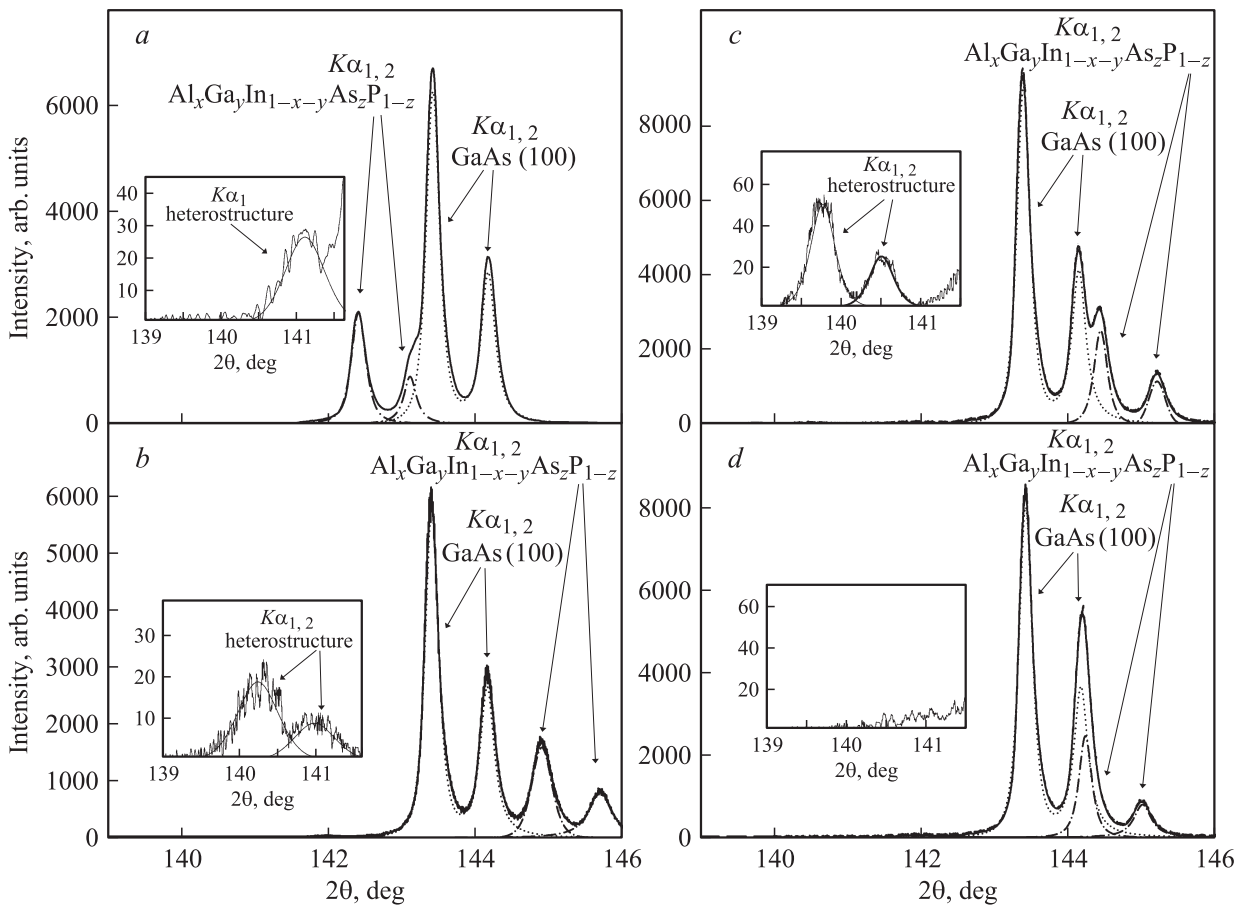 a
Kα1, 2
AlxGayIn1−x−yAszP1−z
Kα1, 2
GaAs (100)
6000
4000
2000
0
Intensity, arb. units
40
30
20
10
0
Kα1
heterostructure
139 140 141
2θ, deg
c
Kα1, 2
AlxGayIn1−x−yAszP1−z
Kα1, 2
GaAs (100)
8000
6000
4000
2000
0
60
40
20
Kα1, 2
heterostructure
139 140 141
2θ, deg
b
Kα1, 2
AlxGayIn1−x−yAszP1−z
Kα1, 2
GaAs (100)
6000
5000
4000
3000
2000
1000
0
Intensity, arb. units
30
20
10
Kα1, 2
heterostructure
139 140 141
2θ, deg
140 142 144 146
2θ, deg
d
Kα1, 2
AlxGayIn1−x−yAszP1−z
Kα1, 2
GaAs (100)
8000
6000
4000
2000
0
60
40
20
139 140 141
2θ, deg
140 142 144 146
2θ, deg